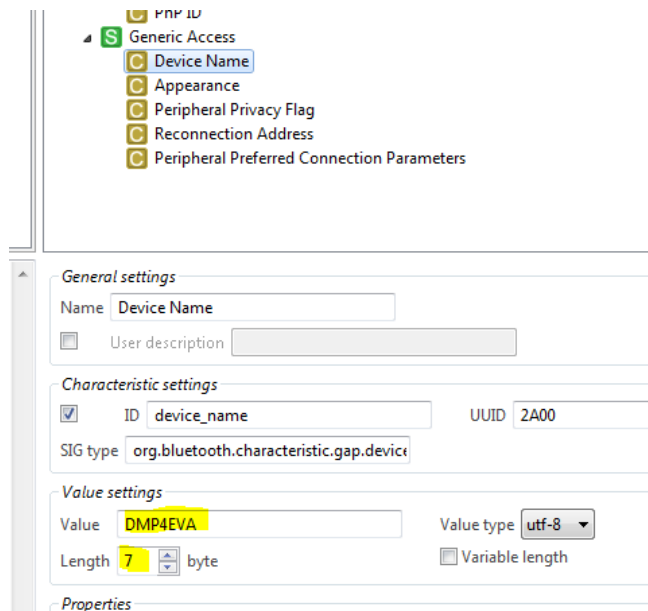 PnP ID
S Generic Access
C Device Name
C Appearance
C Peripheral Privacy Flag
C Reconnection Address
C Peripheral Preferred Connection Parameters
General settings
Name Device Name
User description
Characteristic settings
ID device_name UUID 2A00
SIG type org.bluetooth.characteristic.gap.device
Value settings
Value DMP4EVA Value type utf-8
Length 7 byte Variable length
Properties